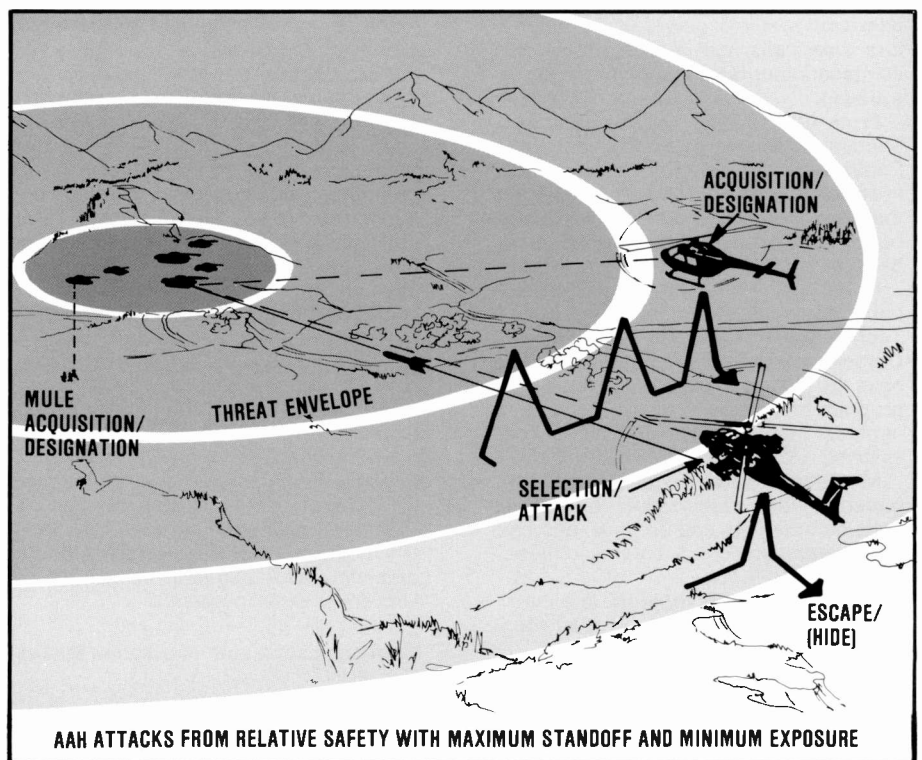 ACQUISITION/
DESIGNATION
MULE
ACQUISITION/
DESIGNATION
THREAT ENVELOPE
SELECTION/
ATTACK
ESCAPE/
(HIDE)
AAH ATTACKS FROM RELATIVE SAFETY WITH MAXIMUM STANDOFF AND MINIMUM EXPOSURE